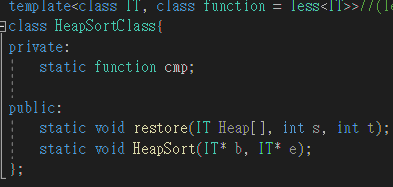 template<class IT, class function = less<IT>>//(le
class HeapSortClass{
private:
static function cmp;
public:
static void restore(IT Heap[], int s, int t);
static void HeapSort(IT* b, IT* e);
};